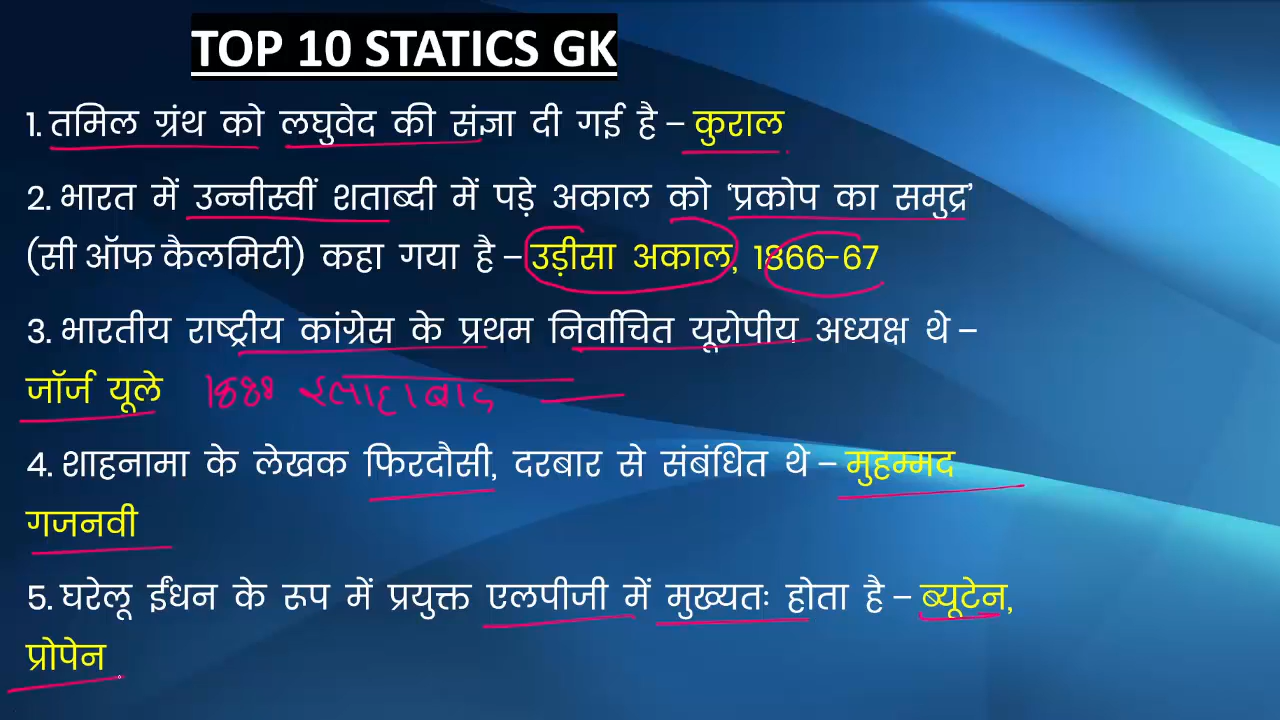 TOP 10 STATICS GK
1. तमिल ग्रंथ को लघुवेद की संज्ञा दी गई है – कुराल
2. भारत में उन्नीस्वीं शताब्दी में पड़े अकाल को 'प्रकोप का समुद्र'
(सी ऑफ कैलमिटी) कहा गया है – उड़ीसा अकाल, 1866-67
3. भारतीय राष्ट्रीय कांग्रेस के प्रथम निर्वाचित यूरोपीय अध्यक्ष थे –
जॉर्ज यूले 1888 इलाहाबाद
4. शाहनामा के लेखक फिरदौसी, दरबार से संबंधित थे – मुहम्मद
गजनवी
5. घरेलू ईंधन के रूप में प्रयुक्त एलपीजी में मुख्यतः होता है – ब्यूटेन,
प्रोपेन